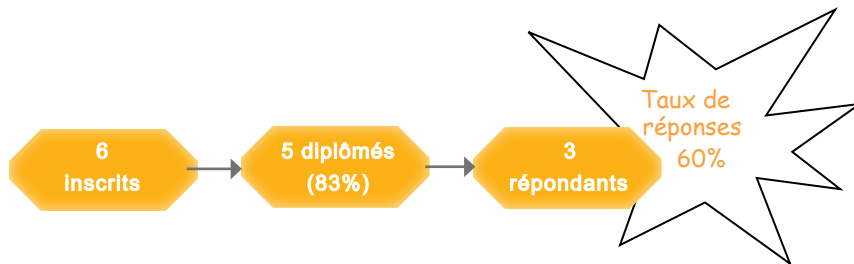 6
inscrits
5 diplômés
(83%)
3
répondants
Taux de
réponses
60%